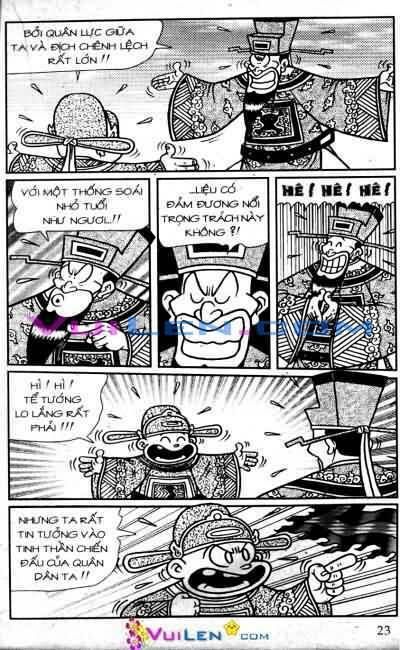 BỞI QUÂN LỰC GIỮA
TA VÀ ĐỊCH CHÊNH LỆCH
RẤT LỚN !!
VỚI MỘT THỐNG SOÁI
NHỎ TUỔI
NHƯ NGƯƠI..!!
..LIỆU CÓ
ĐẢM ĐƯƠNG NỔI
TRỌNG TRÁCH NÀY
KHÔNG ?!
HÊ! HÊ! HÊ!
VUILEN.COM
HÌ ! HÌ !
TỂ TƯỚNG
LO LẮNG RẤT
PHẢI !!!
NHƯNG TA RẤT
TIN TƯỞNG VÀO
TINH THẦN CHIẾN
ĐẤU CỦA QUÂN
DÂN TA !!
23
VUILEN.COM